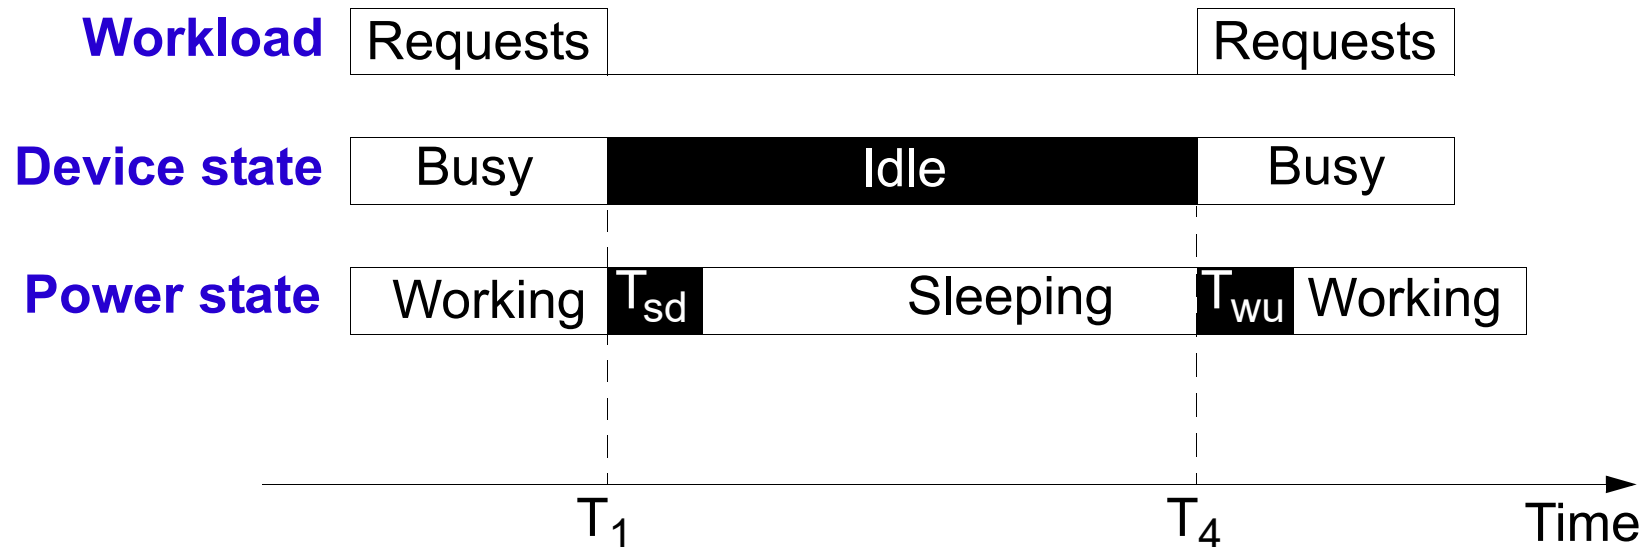 Workload Requests Requests
Device state Busy Idle Busy
Power state Working Tsd Sleeping Twu Working
T1 T4 Time